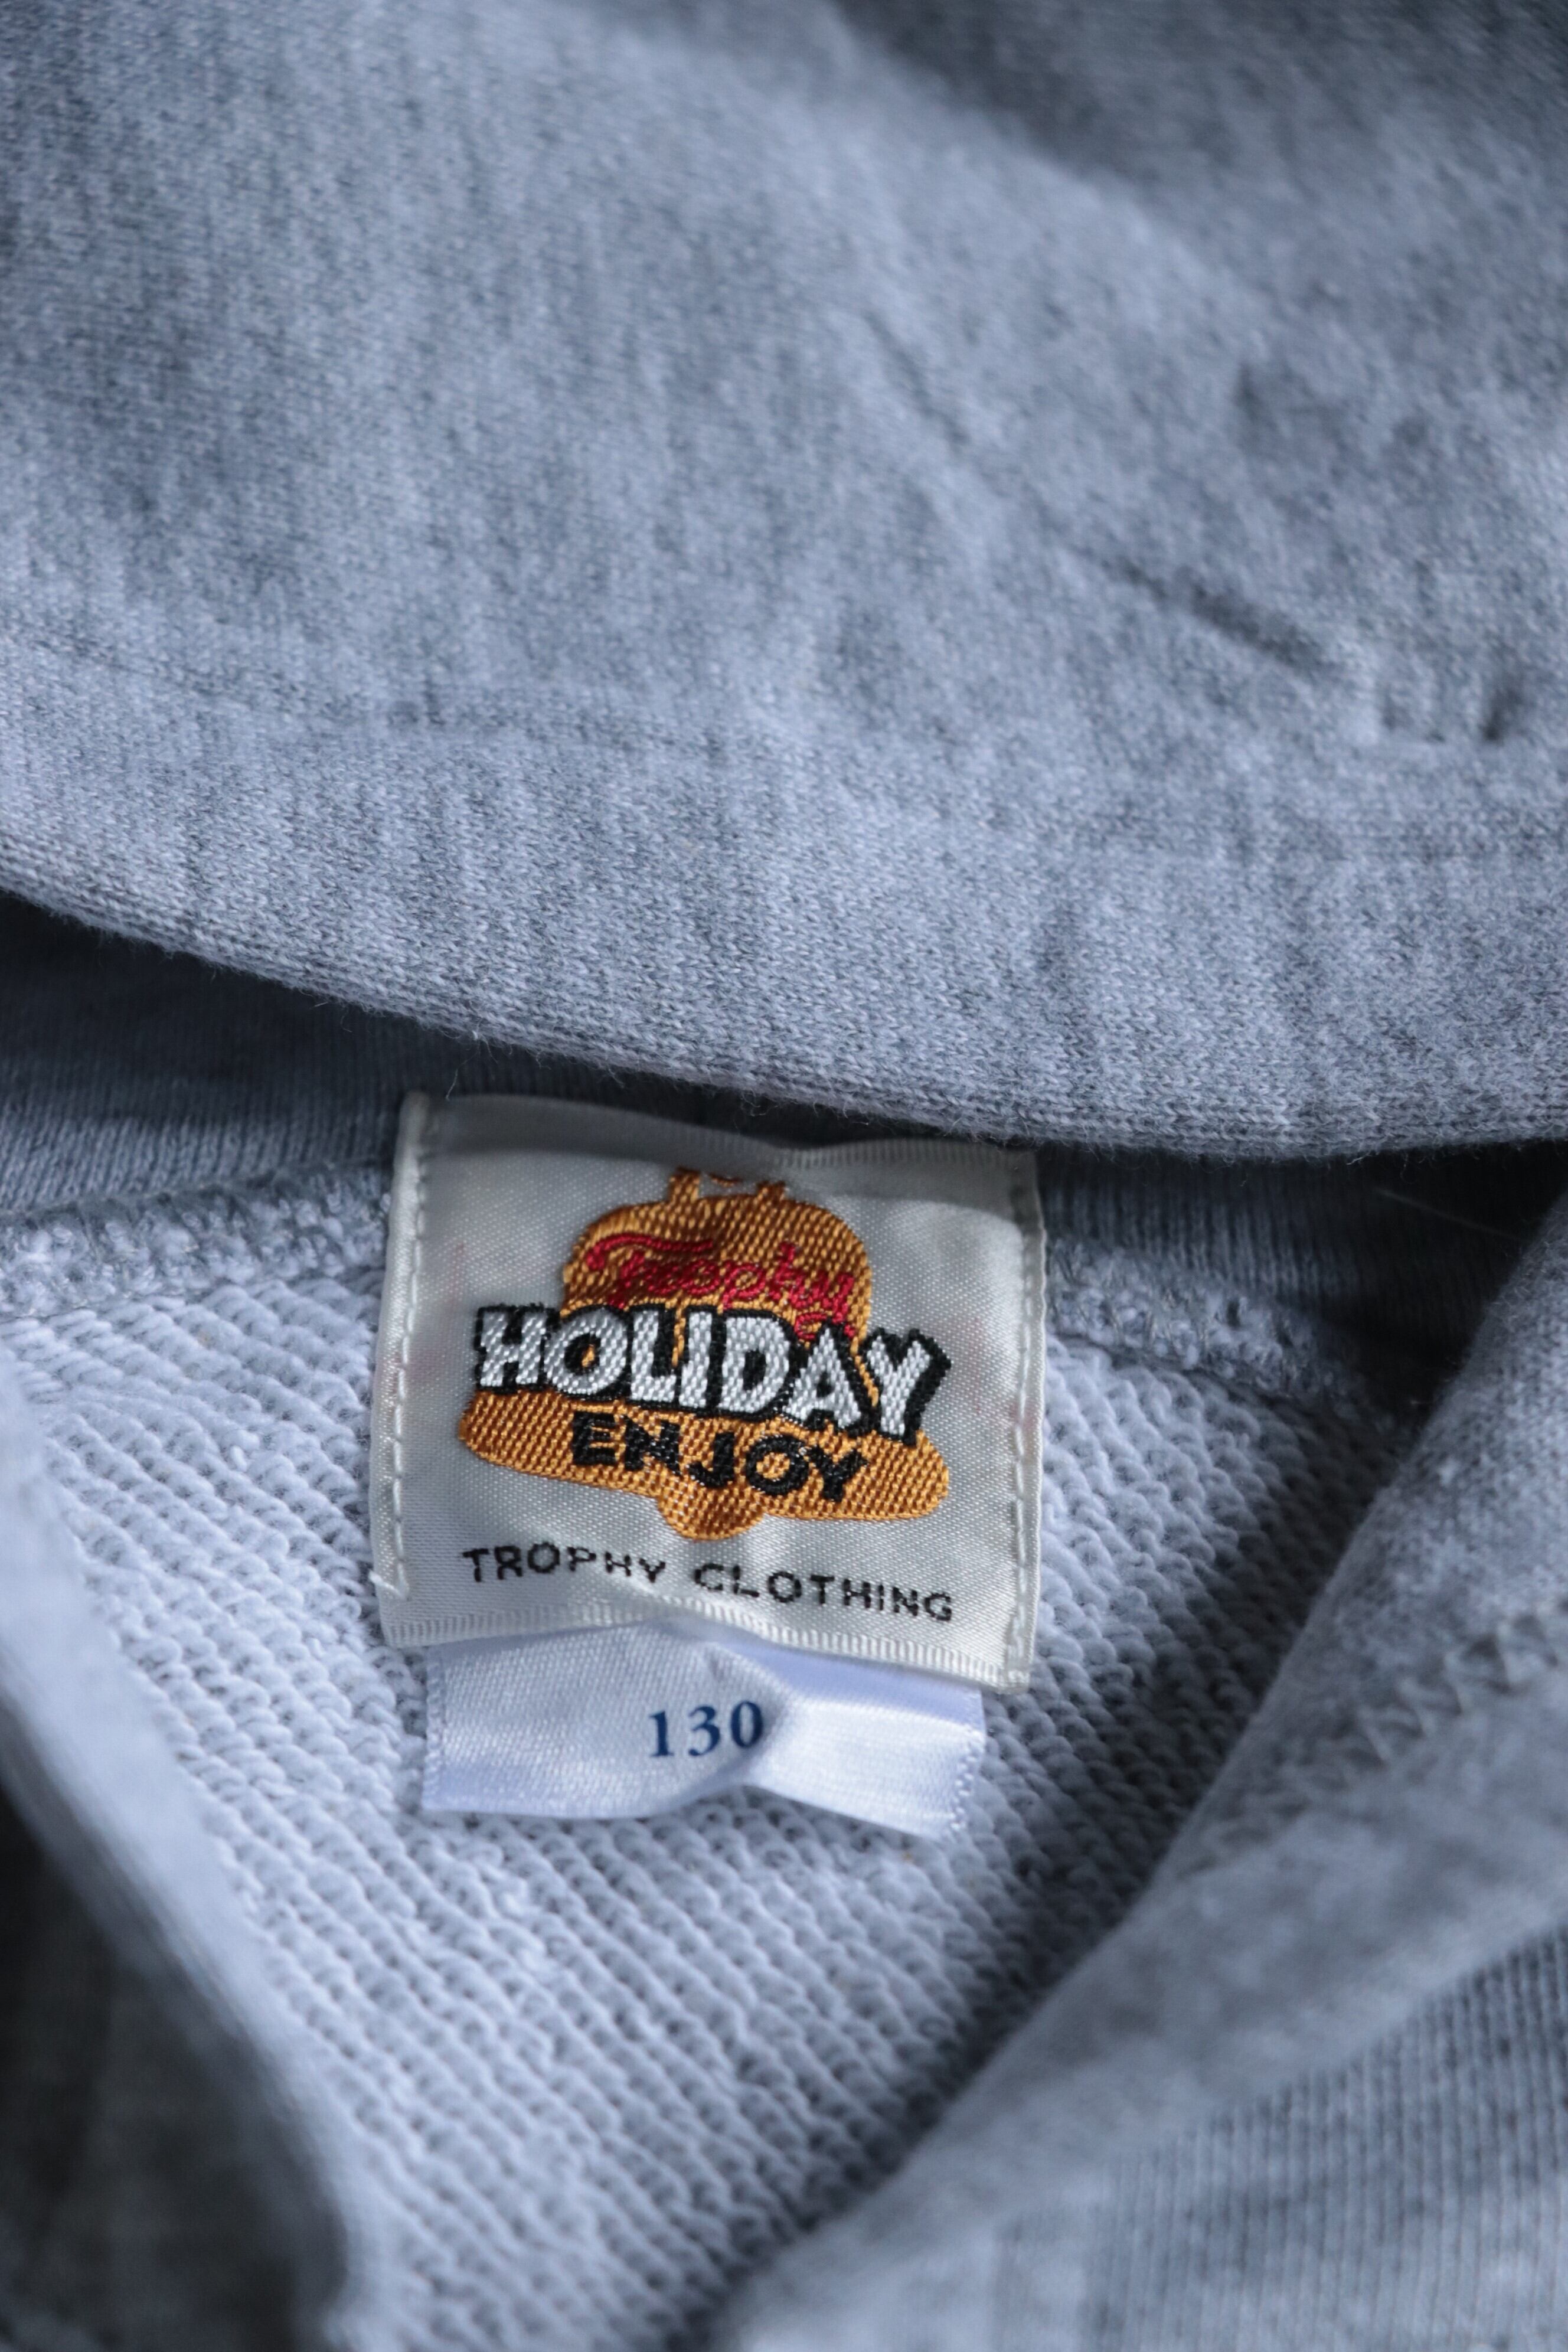 Trophy
HOLIDAY
ENJOY
TROPHY CLOTHING
130